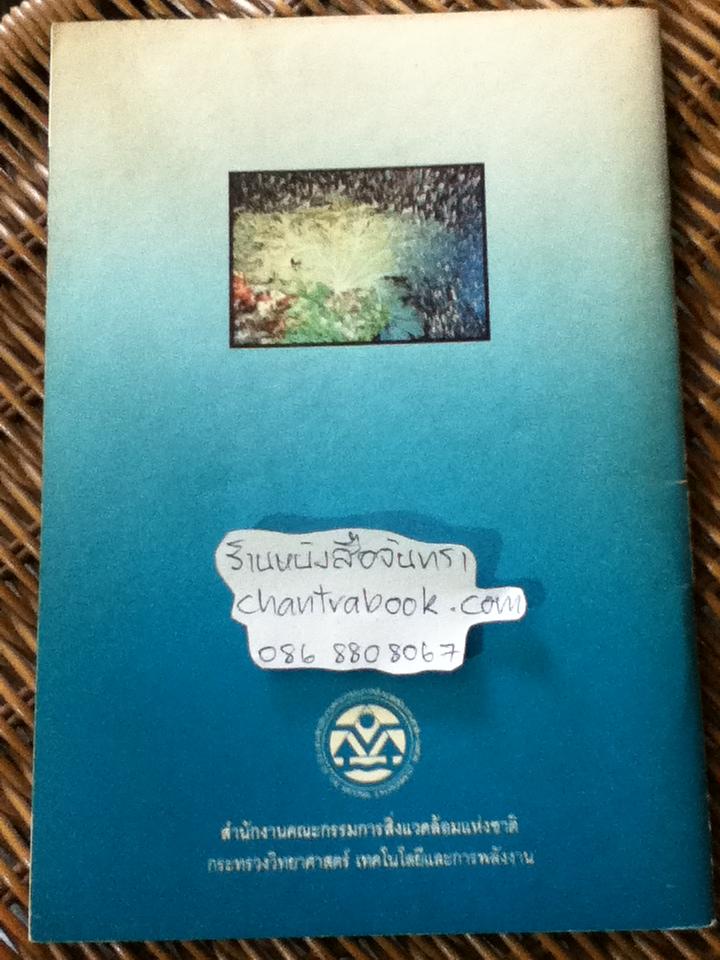 ร้านหนังสือจันทรา
chantrabook.com
086 8808067
สำนักงานคณะกรรมการสิ่งแวดล้อมแห่งชาติ
กระทรวงวิทยาศาสตร์ เทคโนโลยีและการพลังงาน